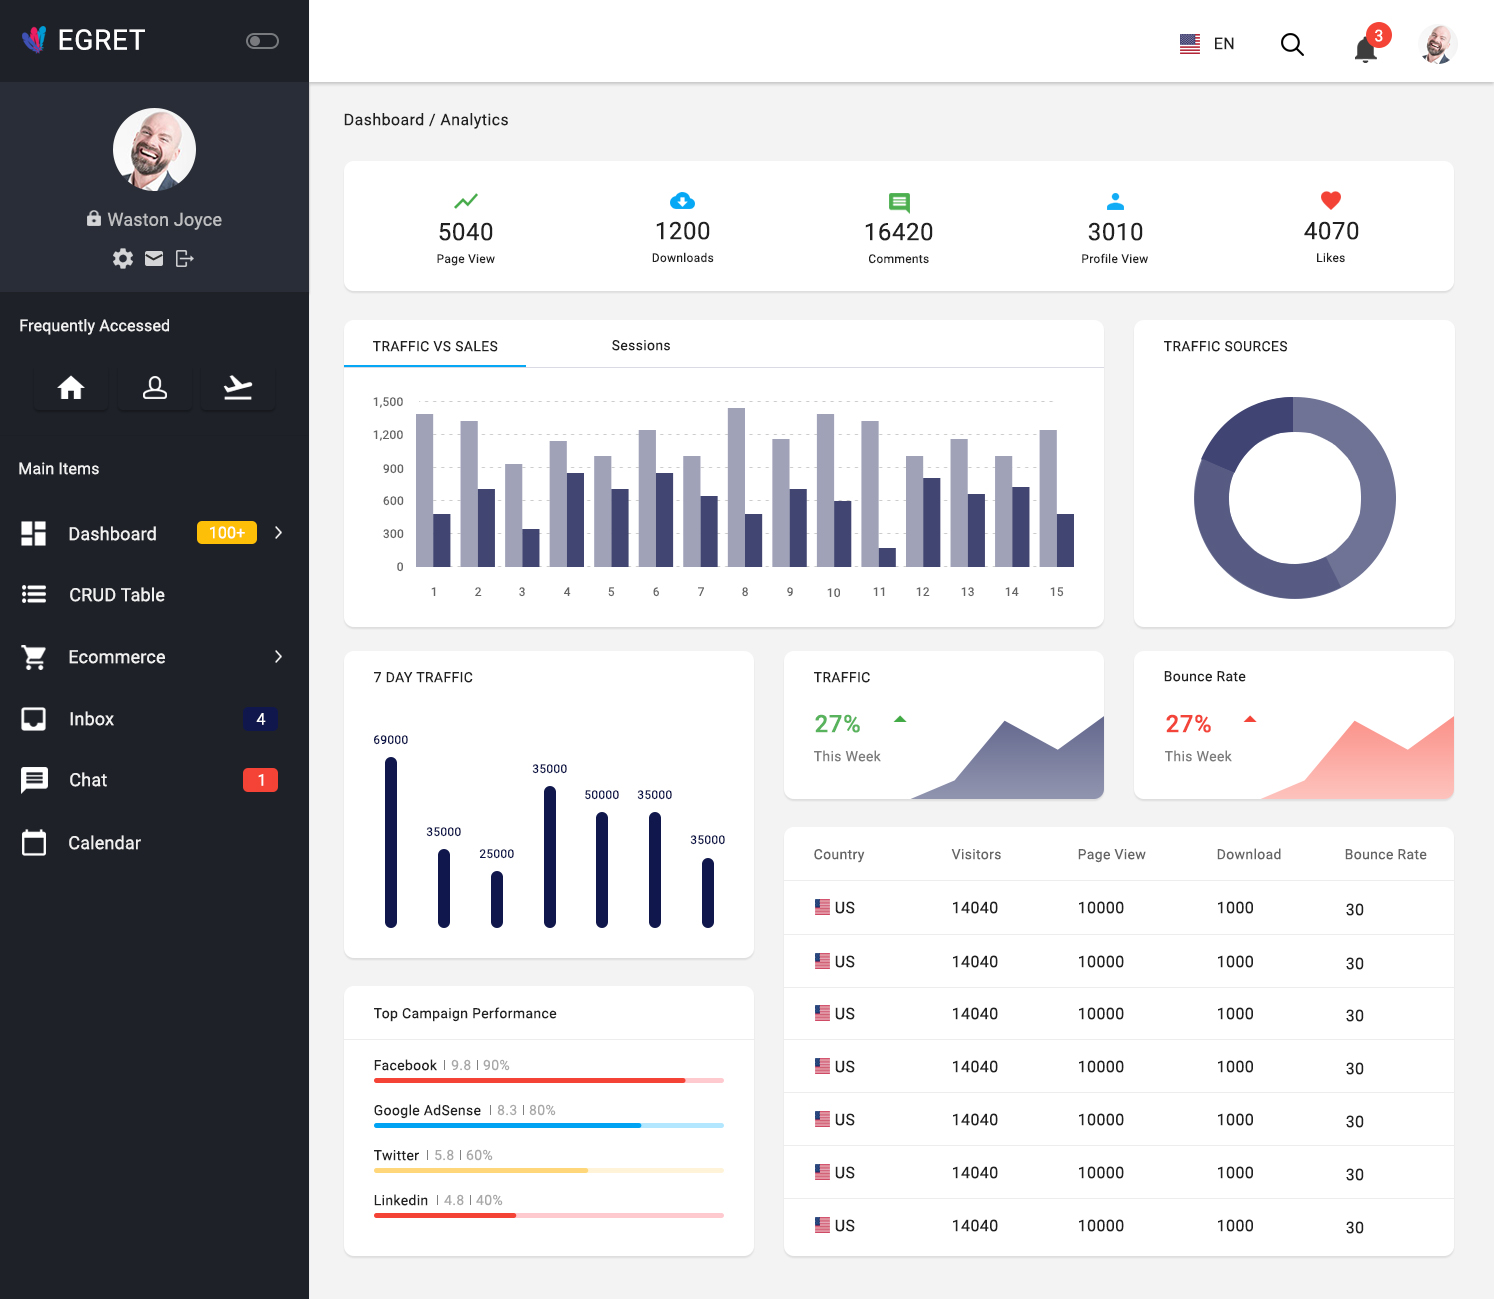 EGRET
EN
3
Waston Joyce
Frequently Accessed
Main Items
Dashboard 100+
CRUD Table
Ecommerce
Inbox 4
Chat 1
Calendar
Dashboard / Analytics
5040 1200 16420 3010 4070
Page View Downloads Comments Profile View Likes
TRAFFIC VS SALES Sessions
1,500
1,200
900
600
300
0
1 2 3 4 5 6 7 8 9 10 11 12 13 14 15
TRAFFIC SOURCES
7 DAY TRAFFIC
69000
35000
25000
35000
50000
35000
35000
TRAFFIC
27%
This Week
Bounce Rate
27%
This Week
Top Campaign Performance
Facebook | 9.8 | 90%
Google AdSense | 8.3 | 80%
Twitter | 5.8 | 60%
Linkedin | 4.8 | 40%
Country Visitors Page View Download Bounce Rate
US 14040 10000 1000 30
US 14040 10000 1000 30
US 14040 10000 1000 30
US 14040 10000 1000 30
US 14040 10000 1000 30
US 14040 10000 1000 30
US 14040 10000 1000 30